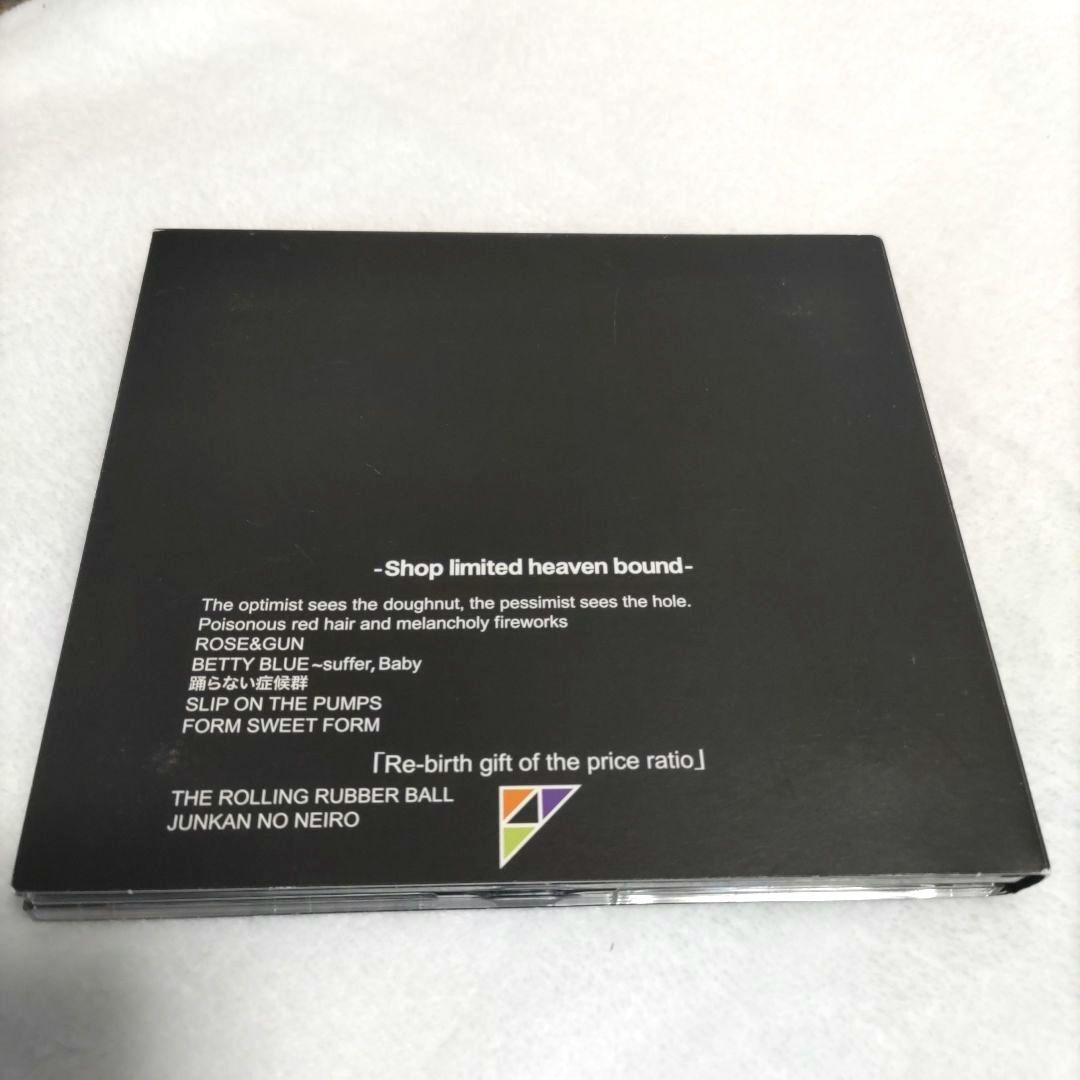 -Shop limited heaven bound-
The optimist sees the doughnut, the pessimist sees the hole.
Poisonous red hair and melancholy fireworks
ROSE&GUN
BETTY BLUE~suffer, Baby
踊らない症候群
SLIP ON THE PUMPS
FORM SWEET FORM
「Re-birth gift of the price ratio」
THE ROLLING RUBBER BALL
JUNKAN NO NEIRO